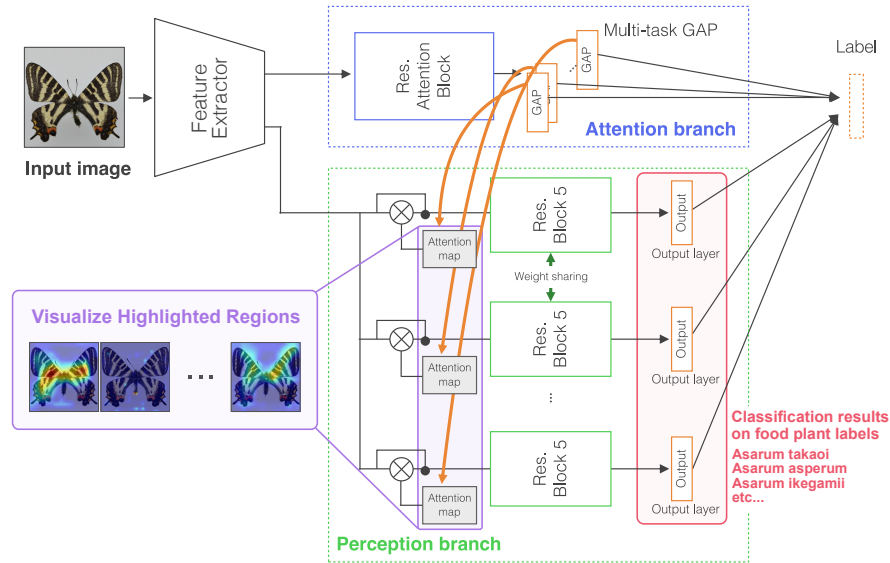 Input image
Feature
Extractor
Res.
Attention
Block
Multi-task GAP
GAP
...
GAP
Attention branch
Label
Attention
map
Res.
Block 5
Output
Output layer
Weight sharing
Visualize Highlighted Regions
...
Attention
map
Res.
Block 5
Output
Output layer
...
Classification results
on food plant labels
Asarum takaoi
Asarum asperum
Asarum ikegamii
etc...
Attention
map
Res.
Block 5
Output
Output layer
Perception branch